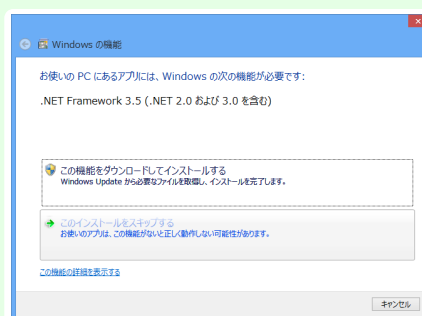 Windows の機能
お使いの PC にあるアプリには、Windows の次の機能が必要です:
.NET Framework 3.5 (.NET 2.0 および 3.0 を含む)
この機能をダウンロードしてインストールする
Windows Update から必要なファイルを取得し、インストールを完了します。
このインストールをスキップする
お使いのアプリは、この機能がないと正しく動作しない可能性があります。
この機能の詳細を表示する
キャンセル